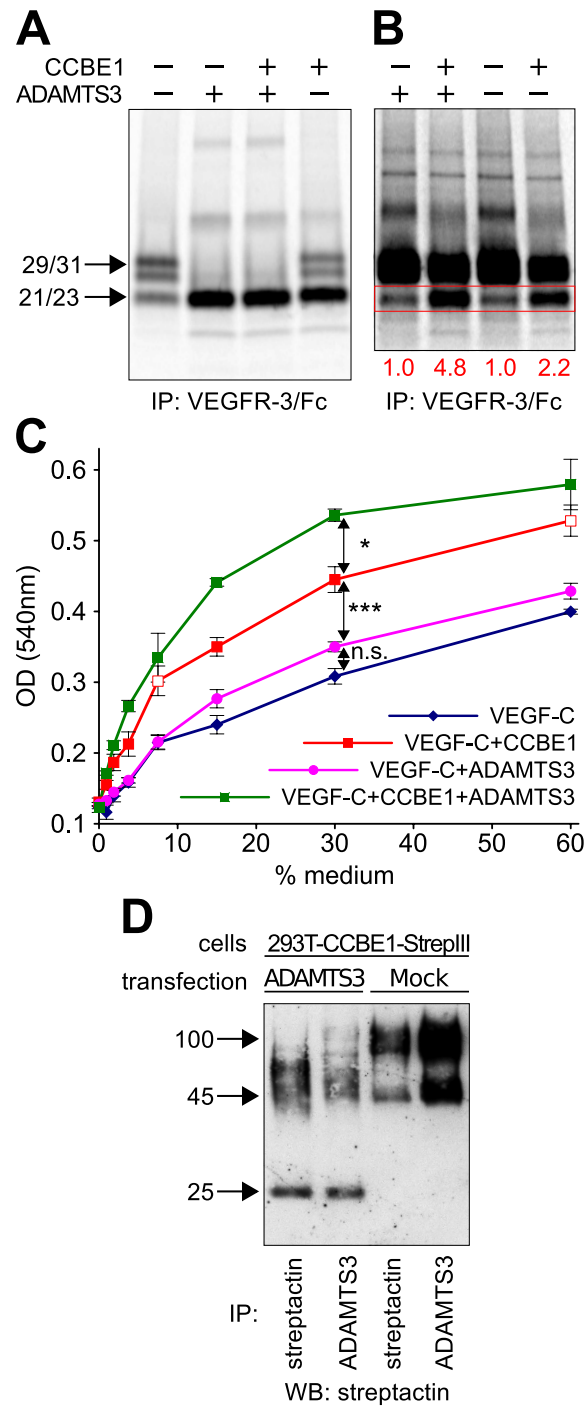 A
B
CCBE1 − − + + − + − +
ADAMTS3 − + + − + + − −
29/31
21/23
1.0 4.8 1.0 2.2
IP: VEGFR-3/Fc IP: VEGFR-3/Fc
C
0.6
0.5
0.4
0.3
0.2
0.1
OD (540nm)
*
***
n.s.
VEGF-C
VEGF-C+CCBE1
VEGF-C+ADAMTS3
VEGF-C+CCBE1+ADAMTS3
0 10 20 30 40 50 60
% medium
D
cells 293T-CCBE1-StrepIII
transfection ADAMTS3 Mock
100
45
25
IP: streptactin ADAMTS3 streptactin ADAMTS3
WB: streptactin